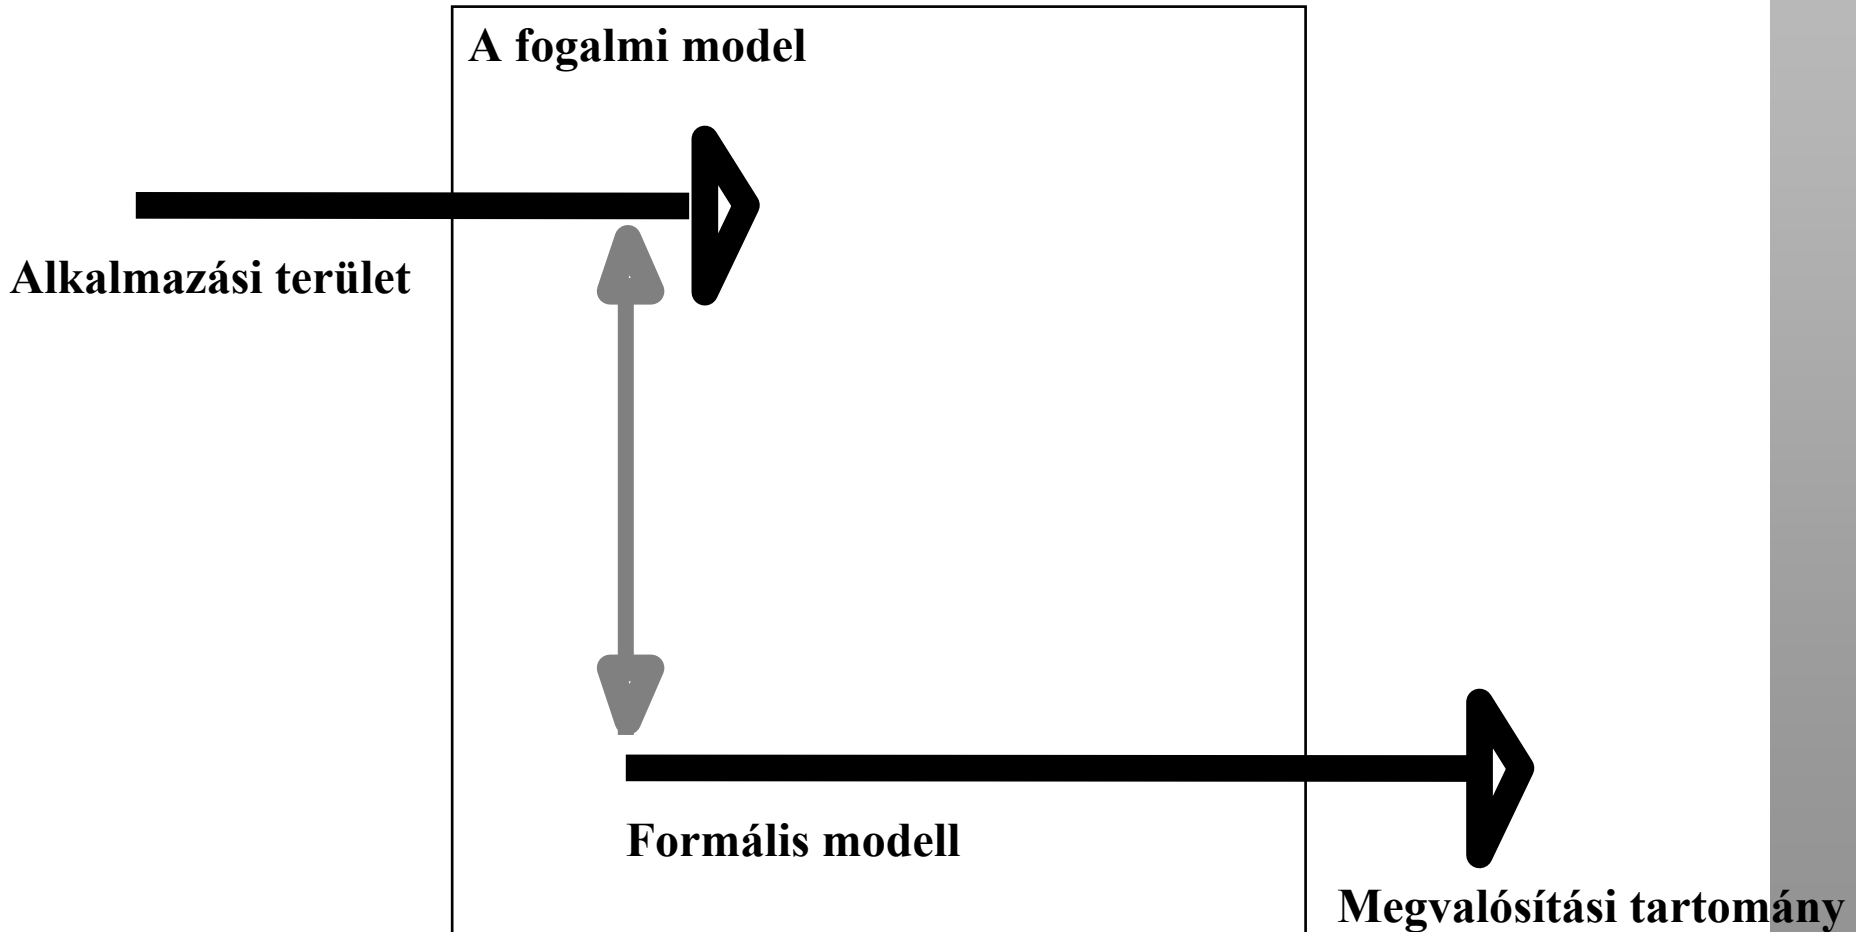 A fogalmi model
Alkalmazási terület
Formális modell
Megvalósítási tartomány